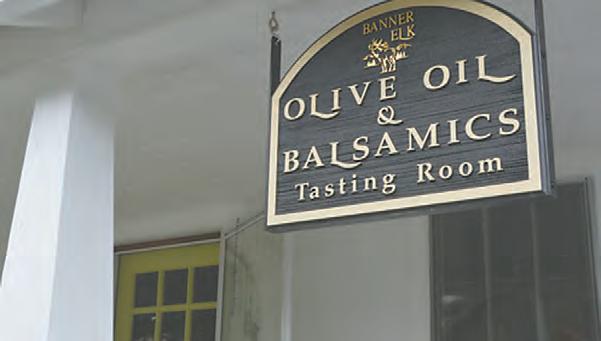 BANNER
ELK
OLIVE OIL
&
BALSAMICS
Tasting Room